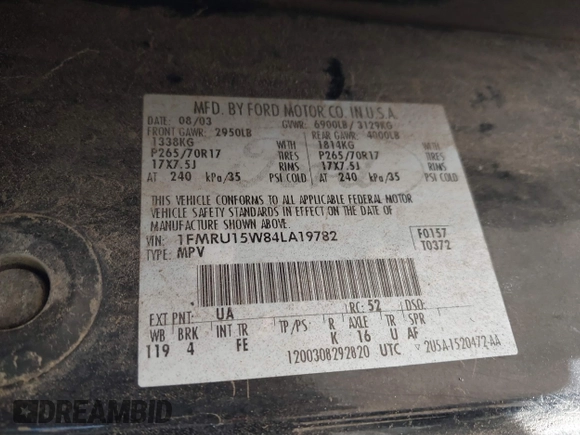 MFD. BY FORD MOTOR CO. IN U.S.A.
DATE: 08/03 GVWR: 6900LB / 3129KG
FRONT GAWR: 2950LB REAR GAWR: 4000LB
1338KG WITH 1814KG WITH
P265/70R17 TIRES P265/70R17 TIRES
17X7.5J RIMS 17X7.5J RIMS
AT 240 kPa/35 PSI COLD AT 240 kPa/35 PSI COLD
THIS VEHICLE CONFORMS TO ALL APPLICABLE FEDERAL MOTOR
VEHICLE SAFETY STANDARDS IN EFFECT ON THE DATE OF
MANUFACTURE SHOWN ABOVE.
VIN: 1FMRU15W84LA19782 F0157
TYPE: MPV T0372
EXT PNT: UA RC: 52 DSO:
WB BRK INT TR TP/PS R AXLE TR SPR
119 4 FE K 16 U AF
1200308292820 UTC 2U5A-1520472-AA
DREAMBID